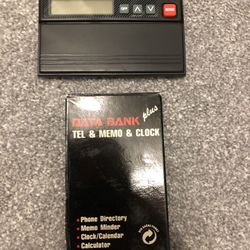 DATA BANK plus
TEL & MEMO & CLOCK
• Phone Directory
• Memo Minder
• Clock/Calendar
• Calculator